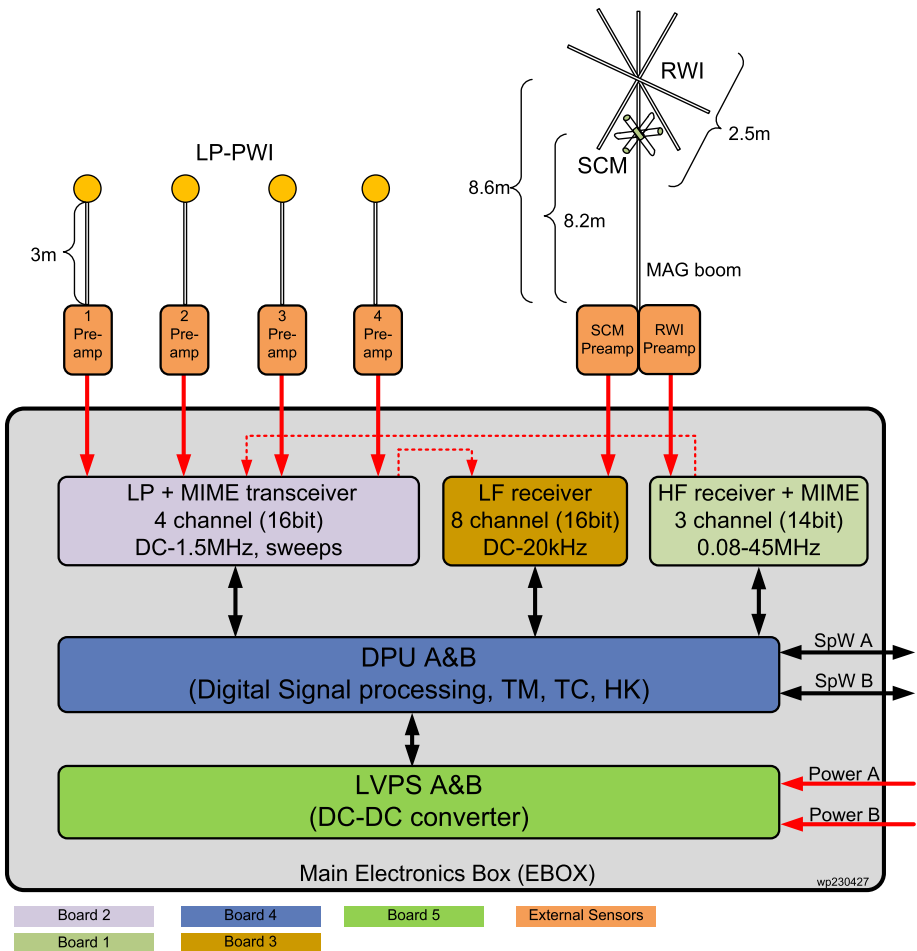 RWI
2.5m
LP-PWI
SCM
8.6m
8.2m
3m
MAG boom
1
Pre-
amp
2
Pre-
amp
3
Pre-
amp
4
Pre-
amp
SCM
Preamp
RWI
Preamp
LP + MIME transceiver
4 channel (16bit)
DC-1.5MHz, sweeps
LF receiver
8 channel (16bit)
DC-20kHz
HF receiver + MIME
3 channel (14bit)
0.08-45MHz
DPU A&B
(Digital Signal processing, TM, TC, HK)
SpW A
SpW B
LVPS A&B
(DC-DC converter)
Power A
Power B
Main Electronics Box (EBOX)
wp230427
Board 2
Board 4
Board 5
External Sensors
Board 1
Board 3